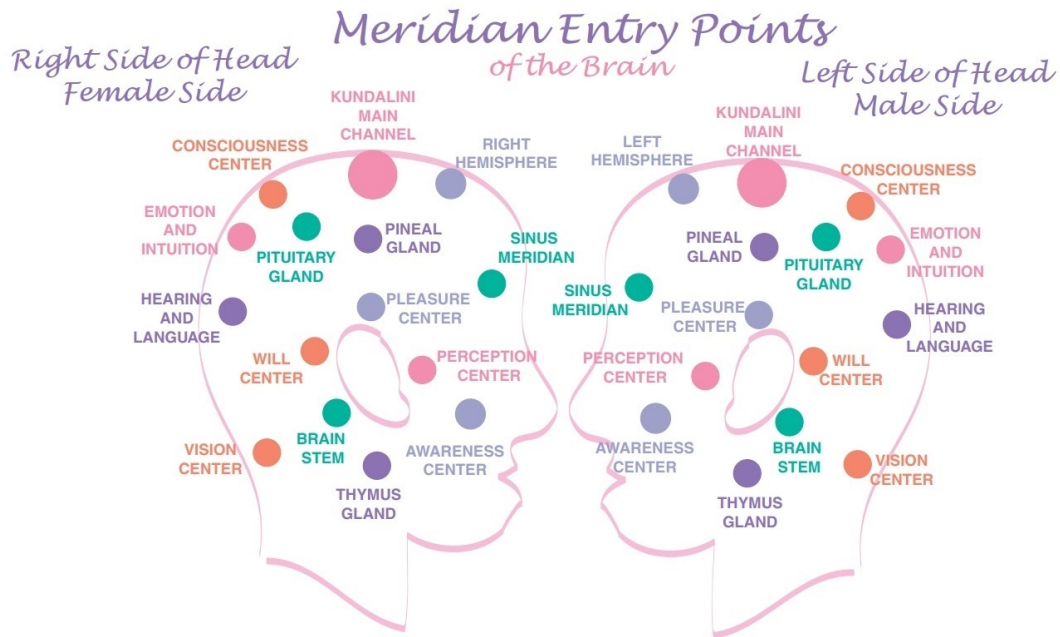 Meridian Entry Points
of the Brain
Right Side of Head
Female Side
KUNDALINI
MAIN
CHANNEL
CONSCIOUSNESS
CENTER
RIGHT
HEMISPHERE
EMOTION
AND
INTUITION
PITUITARY
GLAND
PINEAL
GLAND
SINUS
MERIDIAN
HEARING
AND
LANGUAGE
PLEASURE
CENTER
WILL
CENTER
PERCEPTION
CENTER
BRAIN
STEM
AWARENESS
CENTER
VISION
CENTER
THYMUS
GLAND
Left Side of Head
Male Side
KUNDALINI
MAIN
CHANNEL
LEFT
HEMISPHERE
CONSCIOUSNESS
CENTER
PINEAL
GLAND
PITUITARY
GLAND
EMOTION
AND
INTUITION
SINUS
MERIDIAN
PLEASURE
CENTER
HEARING
AND
LANGUAGE
PERCEPTION
CENTER
WILL
CENTER
AWARENESS
CENTER
BRAIN
STEM
VISION
CENTER
THYMUS
GLAND